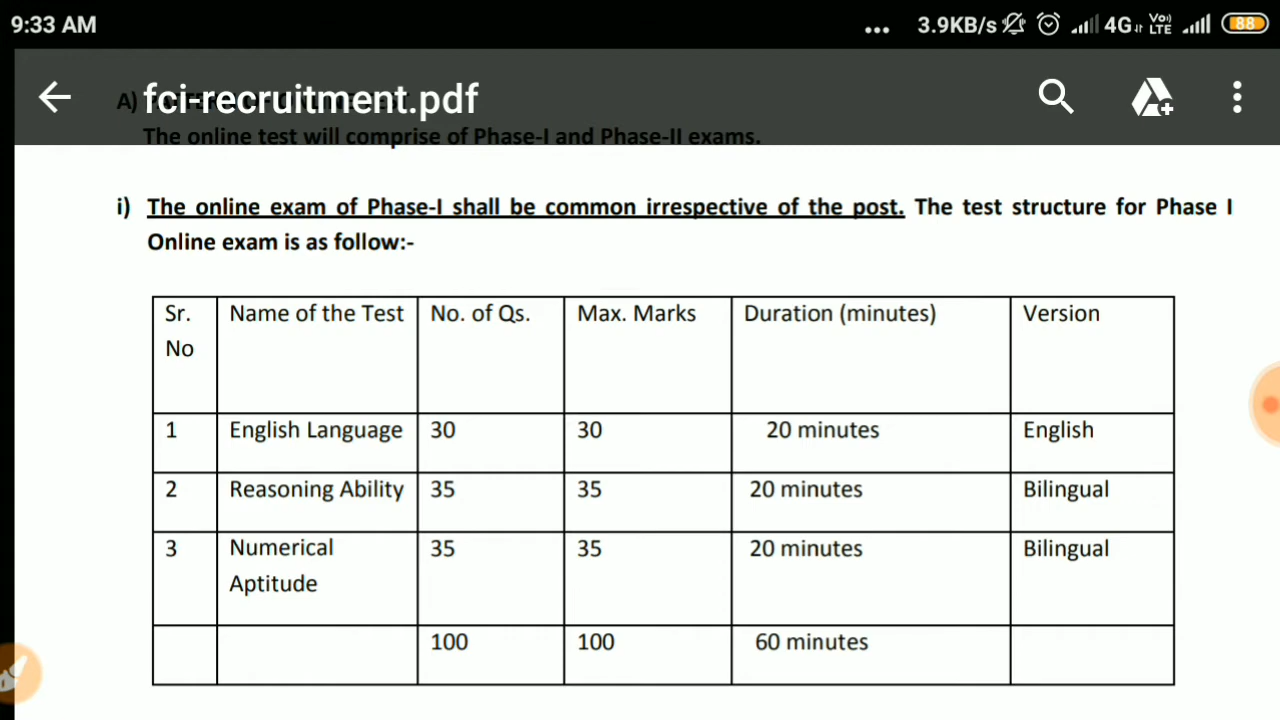 9:33 AM
... 3.9KB/s 4G VoLTE 88
fci-recruitment.pdf
A)
The online test will comprise of Phase-I and Phase-II exams.
i) The online exam of Phase-I shall be common irrespective of the post. The test structure for Phase I
Online exam is as follow:-
Sr. Name of the Test No. of Qs. Max. Marks Duration (minutes) Version
No
1 English Language 30 30 20 minutes English
2 Reasoning Ability 35 35 20 minutes Bilingual
3 Numerical 35 35 20 minutes Bilingual
Aptitude
100 100 60 minutes